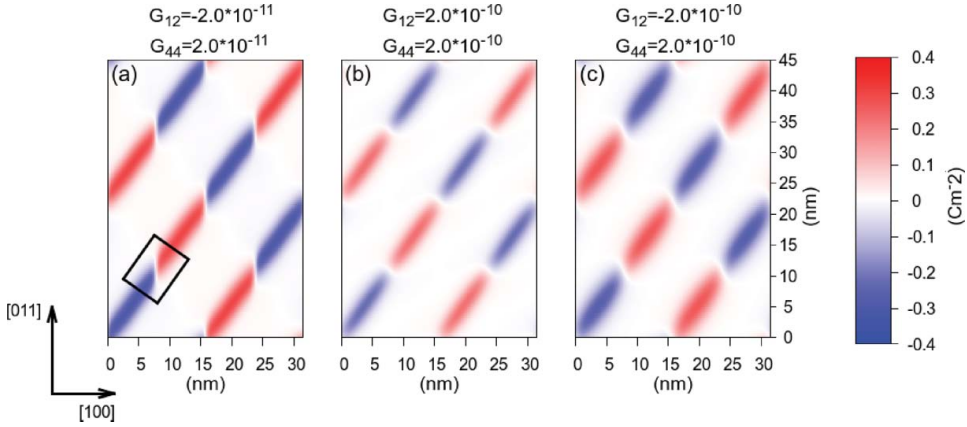 G₁₂=-2.0*10⁻¹¹
G₄₄=2.0*10⁻¹¹
G₁₂=2.0*10⁻¹⁰
G₄₄=2.0*10⁻¹⁰
G₁₂=-2.0*10⁻¹⁰
G₄₄=2.0*10⁻¹⁰
(a)
(b)
(c)
45
40
35
30
25
20
15
10
5
0
(nm)
0.4
0.3
0.2
0.1
0
-0.1
-0.2
-0.3
-0.4
(Cm⁻2)
0 5 10 15 20 25 30
(nm)
0 5 10 15 20 25 30
(nm)
0 5 10 15 20 25 30
(nm)
[011]
[100]